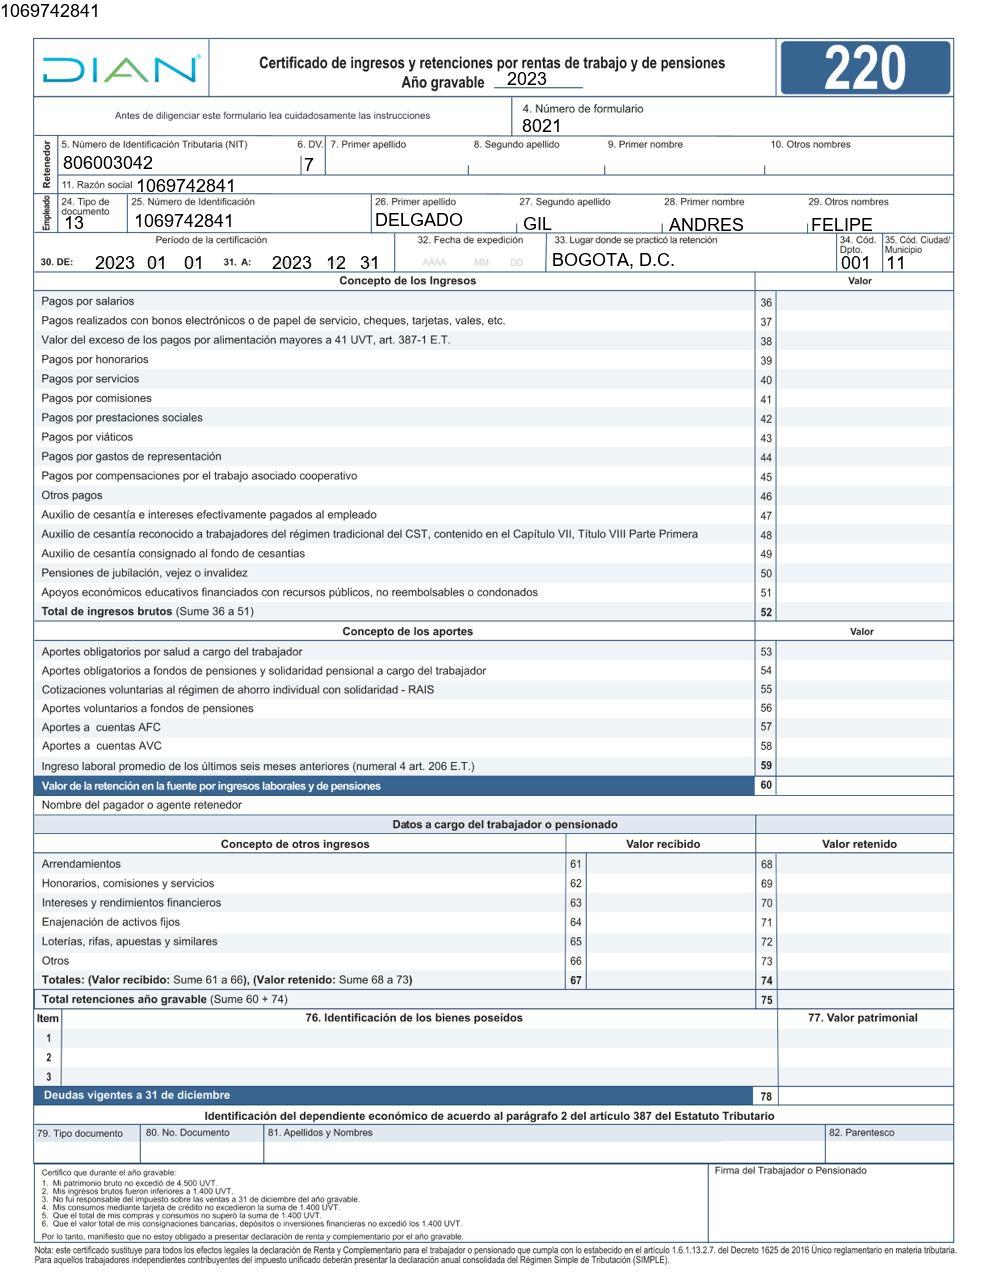 1069742841
DIAN
Certificado de ingresos y retenciones por rentas de trabajo y de pensiones
Año gravable 2023
220
Antes de diligenciar este formulario lea cuidadosamente las instrucciones
4. Número de formulario
8021
Retenedor
5. Número de Identificación Tributaria (NIT) 6. DV. 7. Primer apellido 8. Segundo apellido 9. Primer nombre 10. Otros nombres
806003042 7
11. Razón social 1069742841
Empleado
24. Tipo de documento 25. Número de Identificación 26. Primer apellido 27. Segundo apellido 28. Primer nombre 29. Otros nombres
13 1069742841 DELGADO GIL ANDRES FELIPE
Período de la certificación 32. Fecha de expedición 33. Lugar donde se practicó la retención 34. Cód. Dpto. 35. Cód. Ciudad/ Municipio
30. DE: 2023 01 01 31. A: 2023 12 31 AAAA MM DD BOGOTA, D.C. 001 11
Concepto de los Ingresos Valor
Pagos por salarios 36
Pagos realizados con bonos electrónicos o de papel de servicio, cheques, tarjetas, vales, etc. 37
Valor del exceso de los pagos por alimentación mayores a 41 UVT, art. 387-1 E.T. 38
Pagos por honorarios 39
Pagos por servicios 40
Pagos por comisiones 41
Pagos por prestaciones sociales 42
Pagos por viáticos 43
Pagos por gastos de representación 44
Pagos por compensaciones por el trabajo asociado cooperativo 45
Otros pagos 46
Auxilio de cesantía e intereses efectivamente pagados al empleado 47
Auxilio de cesantía reconocido a trabajadores del régimen tradicional del CST, contenido en el Capítulo VII, Título VIII Parte Primera 48
Auxilio de cesantía consignado al fondo de cesantias 49
Pensiones de jubilación, vejez o invalidez 50
Apoyos económicos educativos financiados con recursos públicos, no reembolsables o condonados 51
Total de ingresos brutos (Sume 36 a 51) 52
Concepto de los aportes Valor
Aportes obligatorios por salud a cargo del trabajador 53
Aportes obligatorios a fondos de pensiones y solidaridad pensional a cargo del trabajador 54
Cotizaciones voluntarias al régimen de ahorro individual con solidaridad - RAIS 55
Aportes voluntarios a fondos de pensiones 56
Aportes a cuentas AFC 57
Aportes a cuentas AVC 58
Ingreso laboral promedio de los últimos seis meses anteriores (numeral 4 art. 206 E.T.) 59
Valor de la retención en la fuente por ingresos laborales y de pensiones 60
Nombre del pagador o agente retenedor
Datos a cargo del trabajador o pensionado
Concepto de otros ingresos Valor recibido Valor retenido
Arrendamientos 61 68
Honorarios, comisiones y servicios 62 69
Intereses y rendimientos financieros 63 70
Enajenación de activos fijos 64 71
Loterías, rifas, apuestas y similares 65 72
Otros 66 73
Totales: (Valor recibido: Sume 61 a 66), (Valor retenido: Sume 68 a 73) 67 74
Total retenciones año gravable (Sume 60 + 74) 75
Item 76. Identificación de los bienes poseídos 77. Valor patrimonial
1
2
3
Deudas vigentes a 31 de diciembre 78
Identificación del dependiente económico de acuerdo al parágrafo 2 del artículo 387 del Estatuto Tributario
79. Tipo documento 80. No. Documento 81. Apellidos y Nombres 82. Parentesco
Certifico que durante el año gravable:
1. Mi patrimonio bruto no excedió de 4.500 UVT.
2. Mis ingresos brutos fueron inferiores a 1.400 UVT.
3. No fui responsable del impuesto sobre las ventas a 31 de diciembre del año gravable.
4. Mis consumos mediante tarjeta de crédito no excedieron la suma de 1.400 UVT.
5. Que el total de mis compras y consumos no superó la suma de 1.400 UVT.
6. Que el valor total de mis consignaciones bancarias, depósitos o inversiones financieras no excedió los 1.400 UVT.
Por lo tanto, manifiesto que no estoy obligado a presentar declaración de renta y complementario por el año gravable.
Firma del Trabajador o Pensionado
Nota: este certificado sustituye para todos los efectos legales la declaración de Renta y Complementario para el trabajador o pensionado que cumpla con lo establecido en el artículo 1.6.1.13.2.7. del Decreto 1625 de 2016 Único reglamentario en materia tributaria.
Para aquellos trabajadores independientes contribuyentes del impuesto unificado deberán presentar la declaración anual consolidada del Régimen Simple de Tributación (SIMPLE).